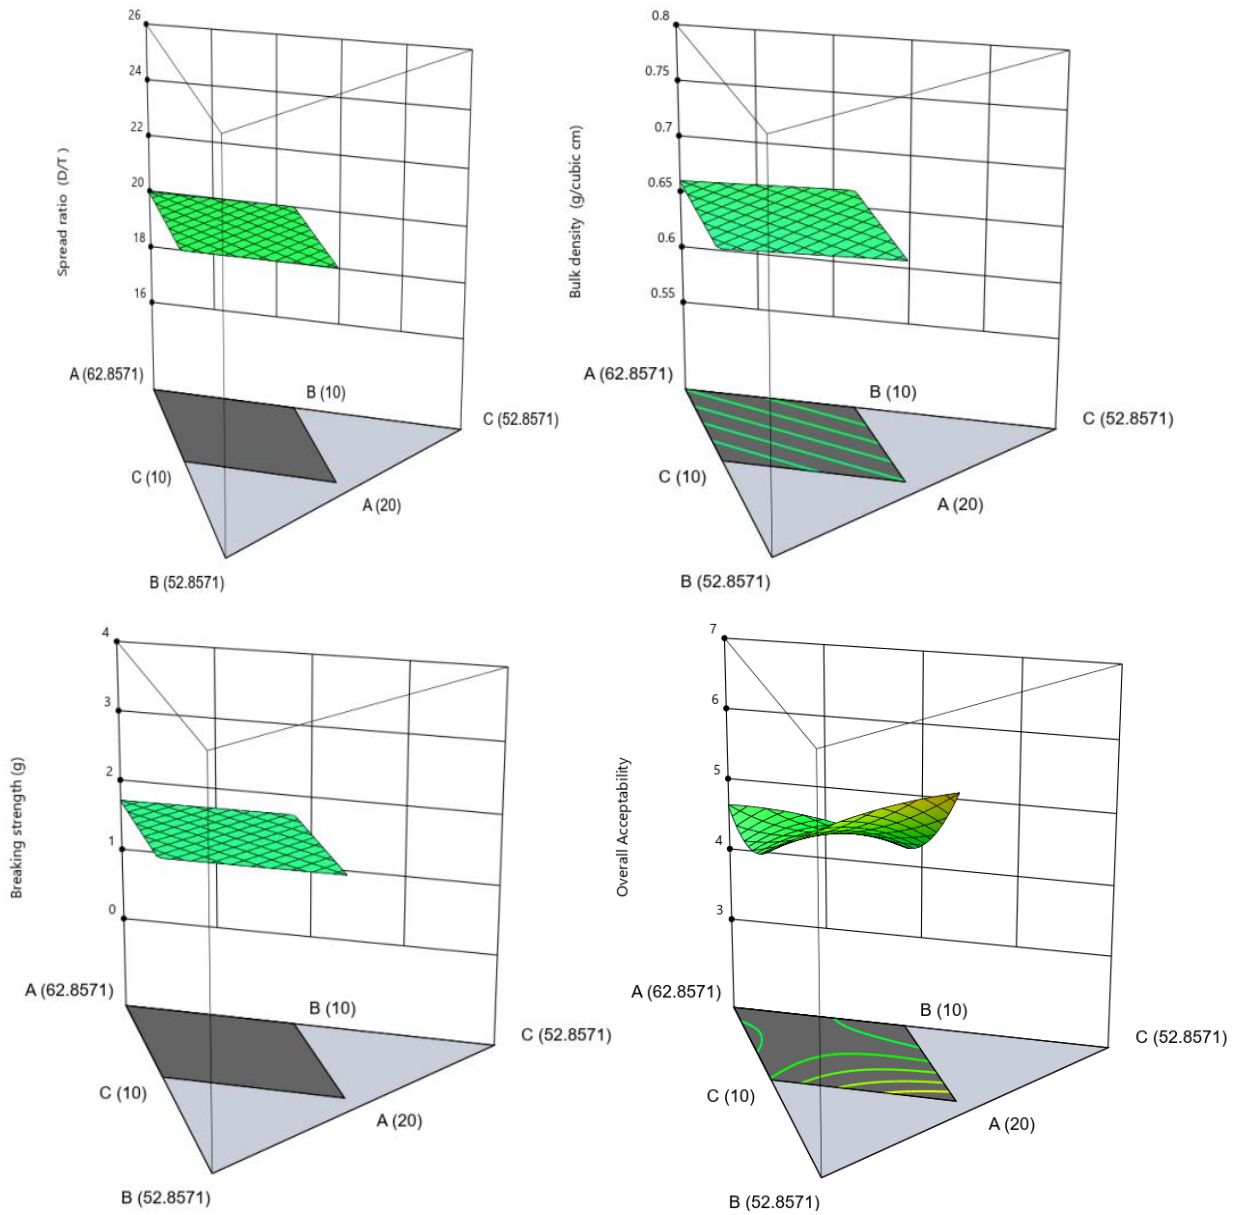 Spread ratio (D/T )
26
24
22
20
18
16
A (62.8571)
B (10)
C (52.8571)
C (10)
A (20)
B (52.8571)
Bulk density (g/cubic cm)
0.8
0.75
0.7
0.65
0.6
0.55
A (62.8571)
B (10)
C (52.8571)
C (10)
A (20)
B (52.8571)
Breaking strength (g)
4
3
2
1
0
A (62.8571)
B (10)
C (52.8571)
C (10)
A (20)
B (52.8571)
Overall Acceptability
7
6
5
4
3
A (62.8571)
B (10)
C (52.8571)
C (10)
A (20)
B (52.8571)